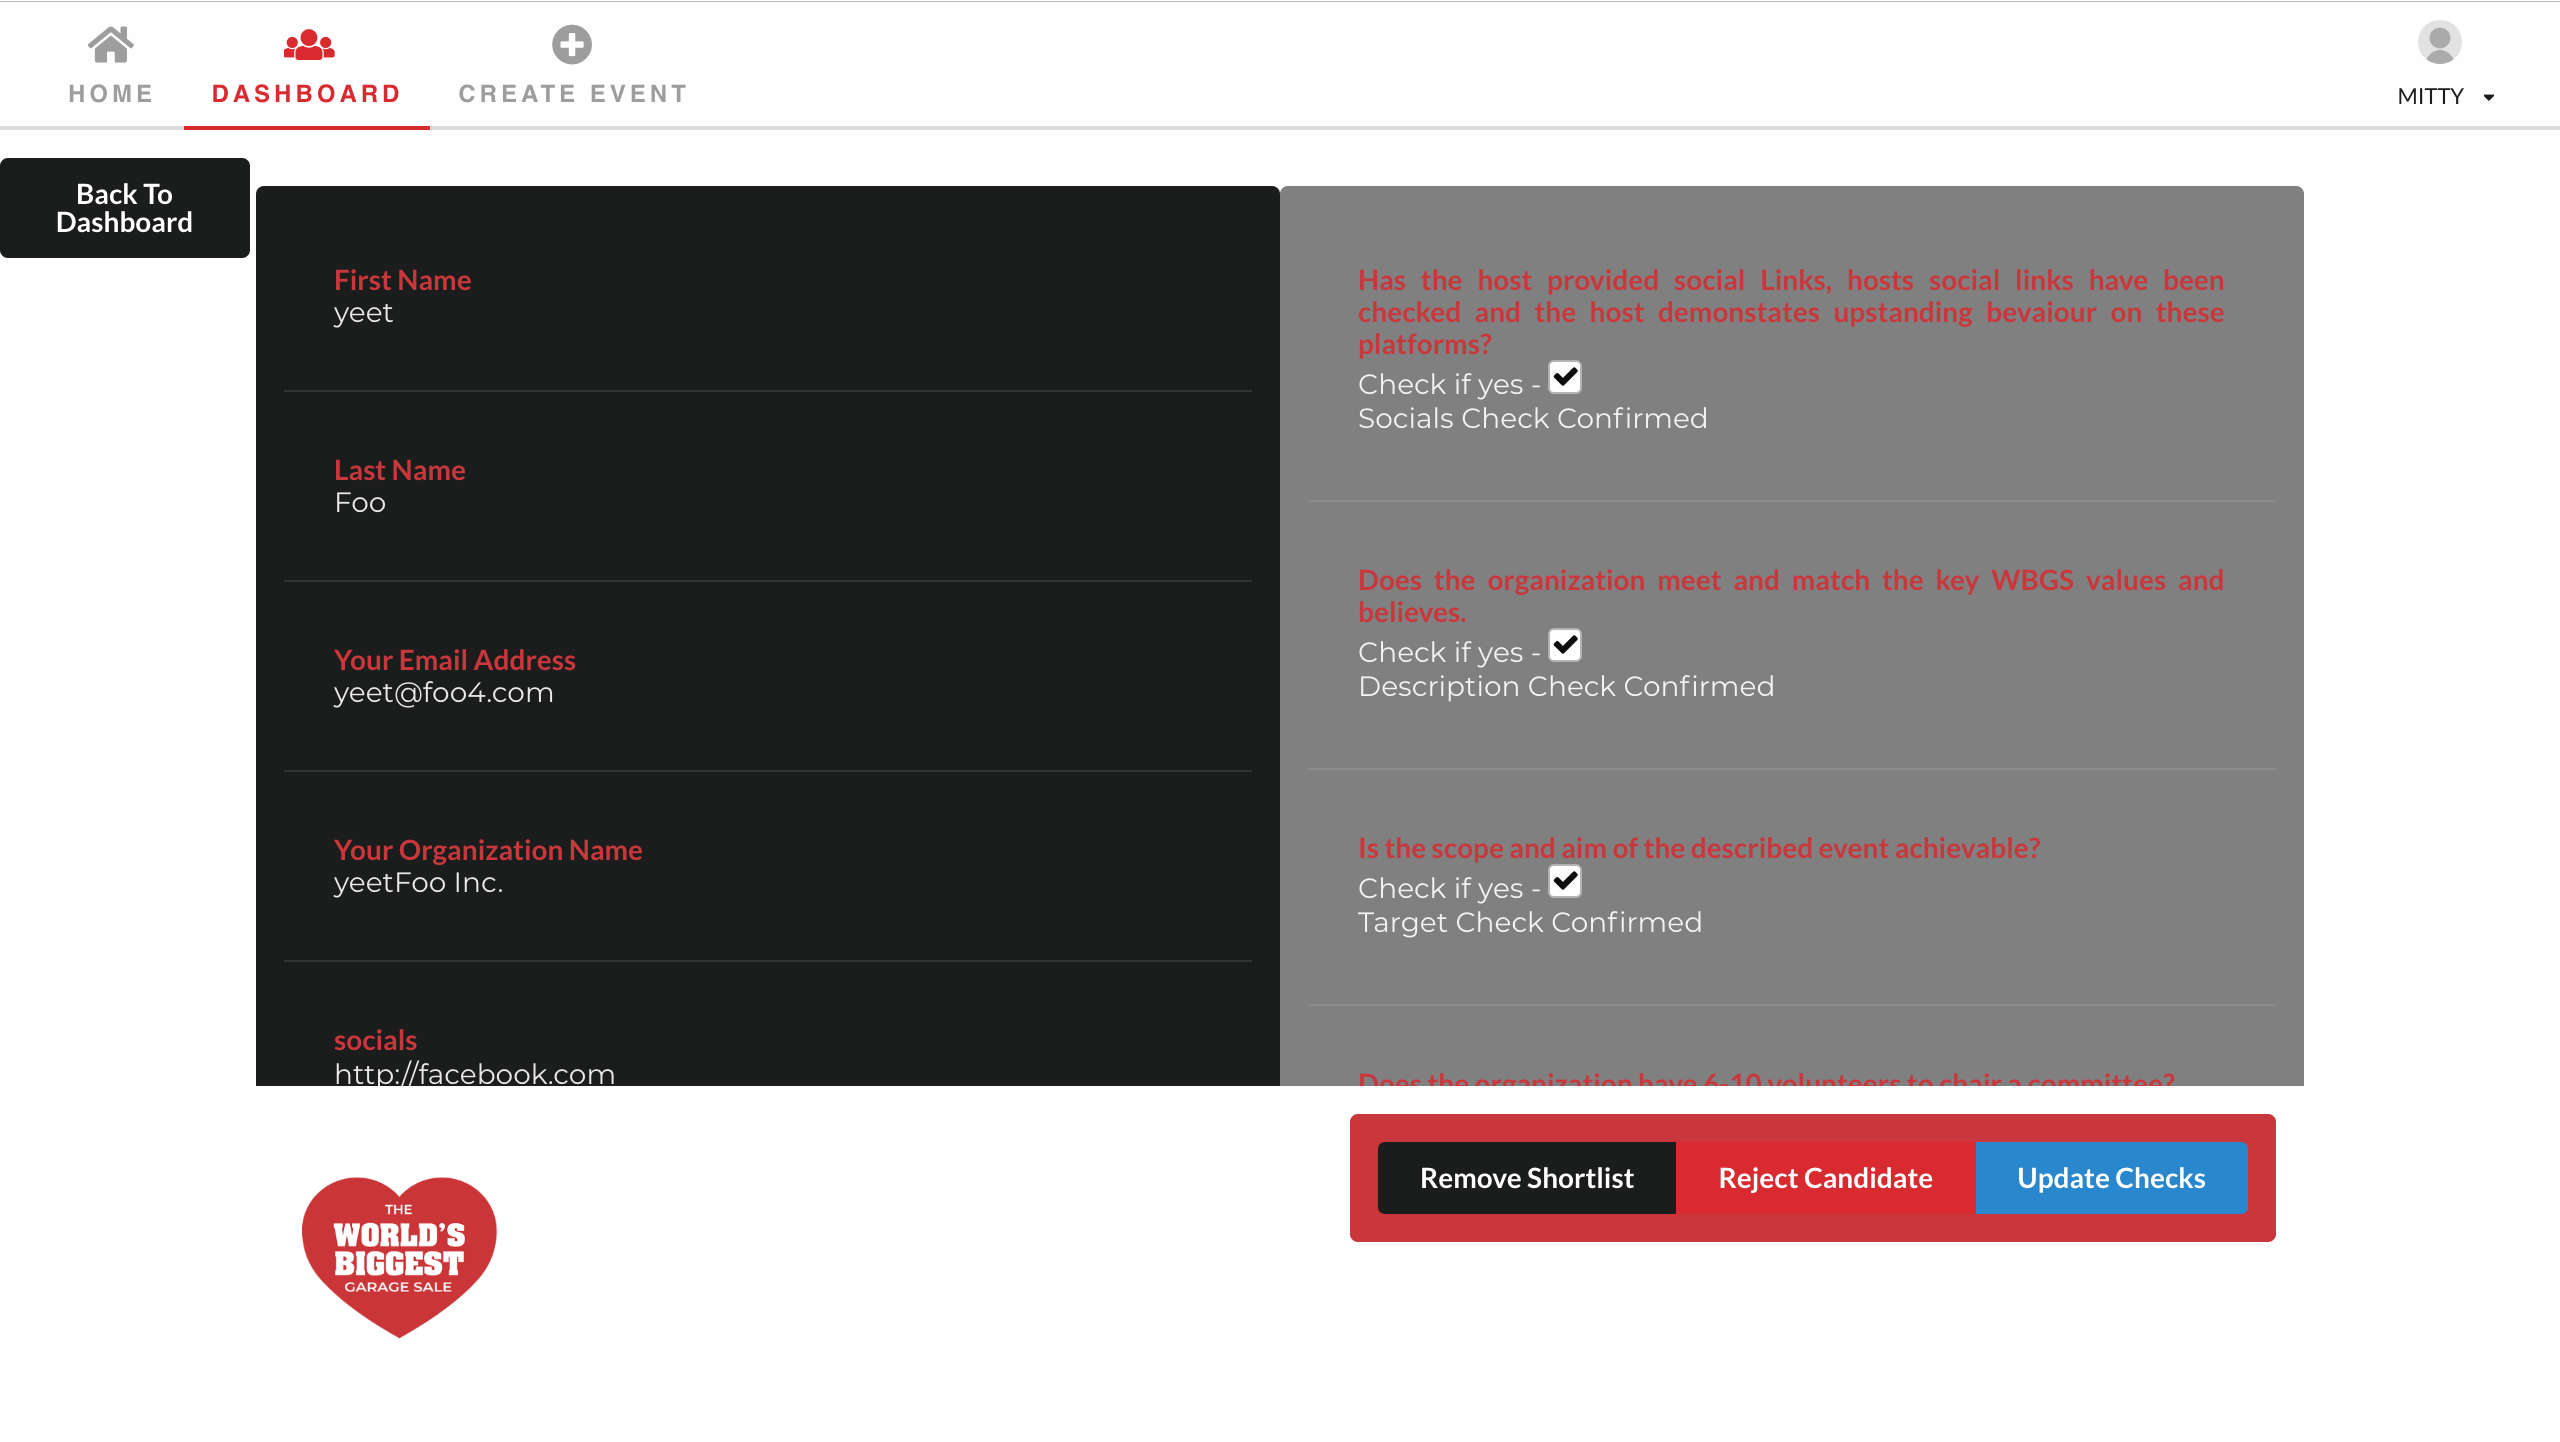 HOME
DASHBOARD
CREATE EVENT
MITTY
Back To
Dashboard
First Name
yeet
Last Name
Foo
Your Email Address
yeet@foo4.com
Your Organization Name
yeetFoo Inc.
socials
http://facebook.com
Has the host provided social Links, hosts social links have been
checked and the host demonstates upstanding bevaiour on these
platforms?
Check if yes -
Socials Check Confirmed
Does the organization meet and match the key WBGS values and
believes.
Check if yes -
Description Check Confirmed
Is the scope and aim of the described event achievable?
Check if yes -
Target Check Confirmed
Does the organization have 6-10 volunteers to chair a committee?
Remove Shortlist
Reject Candidate
Update Checks
THE
WORLD'S
BIGGEST
GARAGE SALE